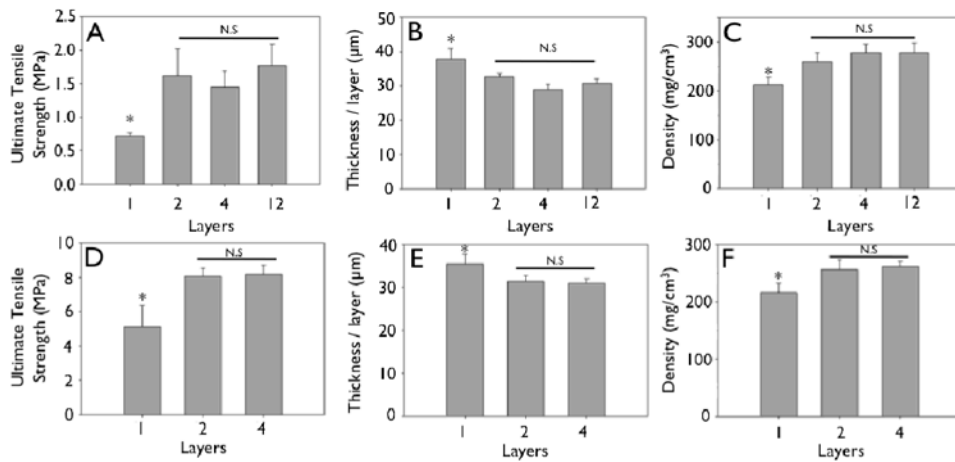 A
N.S
Ultimate Tensile
Strength (MPa)
2.5
2.0
1.5
1.0
0.5
0.0
*
1 2 4 12
Layers
B
N.S
Thickness / layer (μm)
50
40
30
20
10
0
*
1 2 4 12
Layers
C
N.S
Density (mg/cm³)
300
200
100
0
*
1 2 4 12
Layers
D
N.S
Ultimate Tensile
Strength (MPa)
10
8
6
4
2
0
*
1 2 4
Layers
E
N.S
Thickness / layer (μm)
40
30
20
10
0
*
1 2 4
Layers
F
N.S
Density (mg/cm³)
300
200
100
0
*
1 2 4
Layers